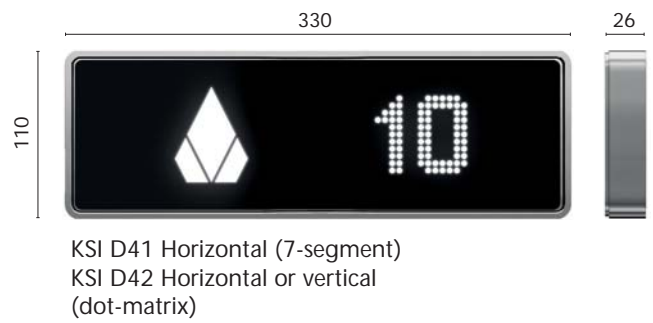 330
26
110
10
KSI D41 Horizontal (7-segment)
KSI D42 Horizontal or vertical
(dot-matrix)